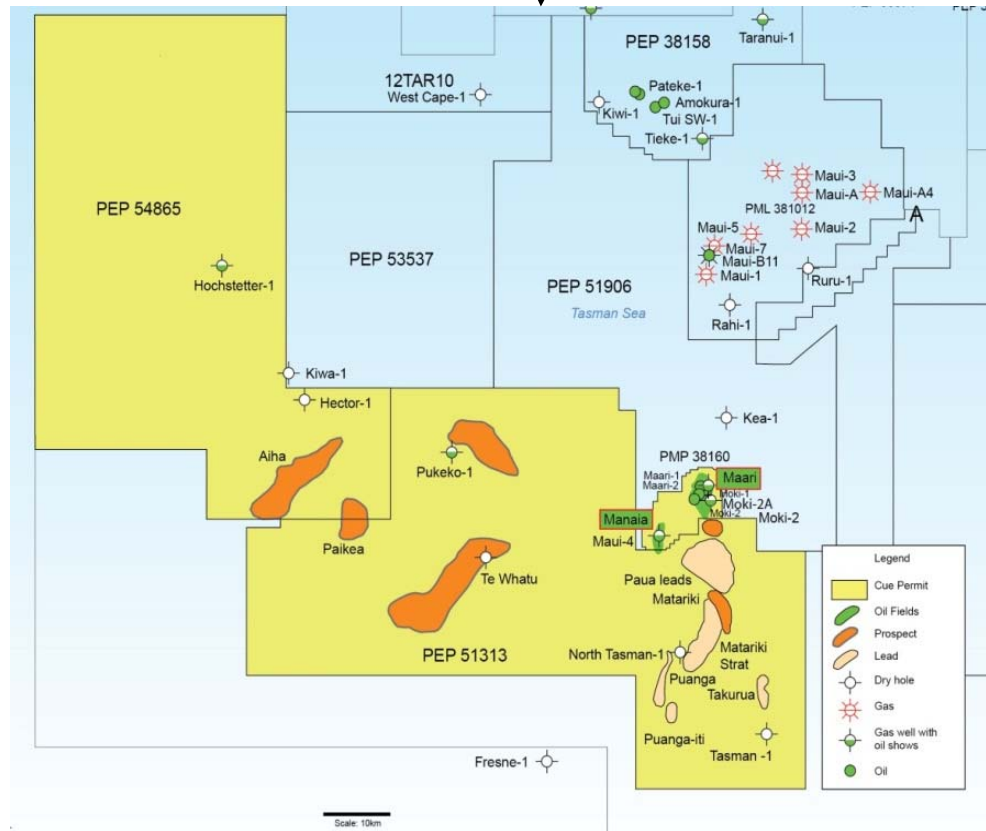 PEP 38158
Taranui-1
12TAR10
West Cape-1
Pateke-1
Amokura-1
Kiwi-1
Tui SW-1
Tieke-1
Maui-3
Maui-A
Maui-A4
PML 381012
A
PEP 54865
Maui-5
Maui-2
Maui-7
PEP 53537
Maui-B11
Hochstetter-1
PEP 51906
Maui-1
Ruru-1
Tasman Sea
Rahi-1
Kiwa-1
Hector-1
Kea-1
Aiha
PMP 38160
Pukeko-1
Maari-1
Maari-2
Maari
Moki-1
Moki-2A
Moki-2
Manaia
Moki-2
Paikea
Maui-4
Te Whatu
Paua leads
Matariki
PEP 51313
North Tasman-1
Matariki
Strat
Puanga
Takurua
Puanga-iti
Tasman -1
Fresne-1
Scale: 10km
Legend
Cue Permit
Oil Fields
Prospect
Lead
Dry hole
Gas
Gas well with
oil shows
Oil